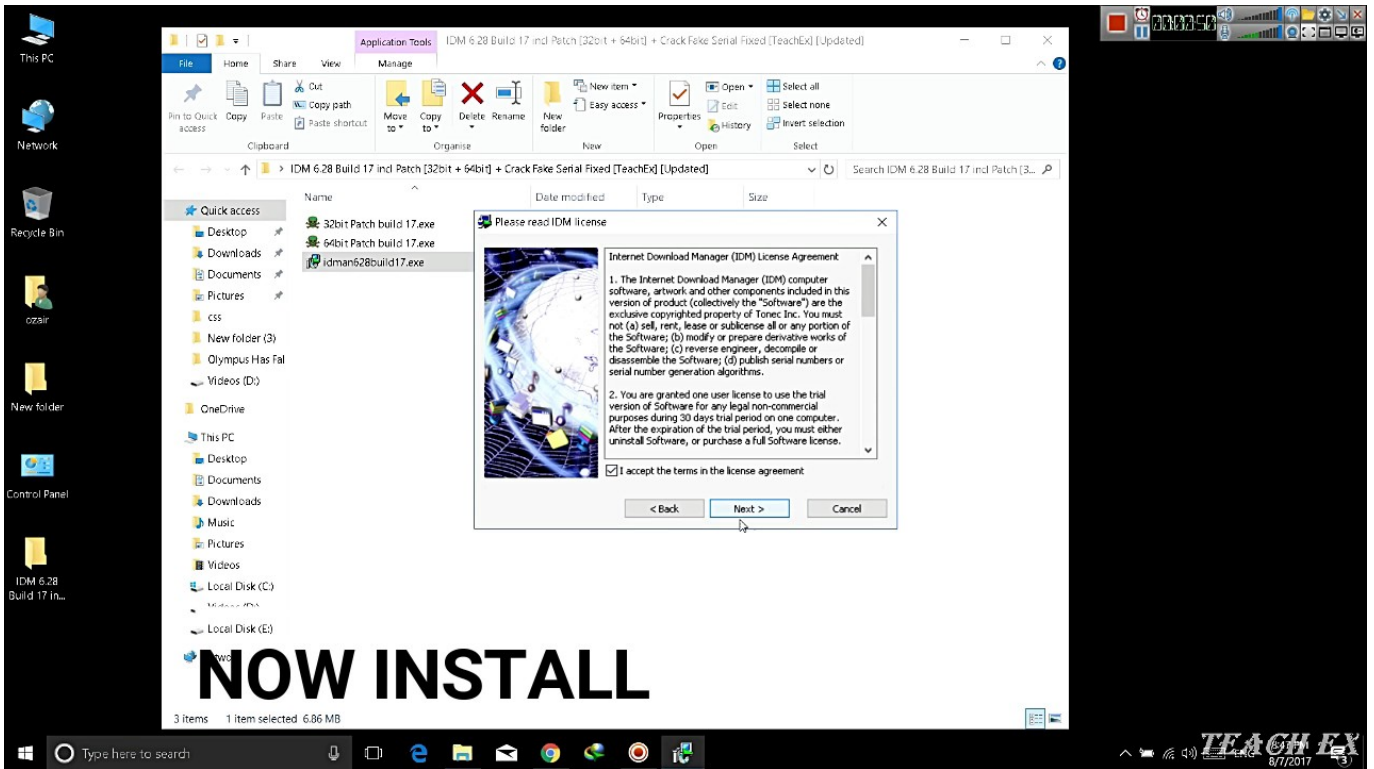 This PC
Network
Recycle Bin
ozair
New folder
Control Panel
IDM 6.28
Build 17 in...
Application Tools
IDM 6.28 Build 17 incl Patch [32bit + 64bit] + Crack Fake Serial Fixed [TeachEx] [Updated]
File
Home
Share
View
Manage
Pin to Quick
access
Copy
Paste
Cut
Copy path
Paste shortcut
Clipboard
Move
to
Copy
to
Delete
Rename
Organise
New
folder
New item
Easy access
New
Properties
Open
Edit
History
Open
Select all
Select none
Invert selection
Select
IDM 6.28 Build 17 incl Patch [32bit + 64bit] + Crack Fake Serial Fixed [TeachEx] [Updated]
Search IDM 6.28 Build 17 incl Patch [3...
Quick access
Desktop
Downloads
Documents
Pictures
css
New folder (3)
Olympus Has Fal
Videos (D:)
OneDrive
This PC
Desktop
Documents
Downloads
Music
Pictures
Videos
Local Disk (C:)
Local Disk (E:)
Name
Date modified
Type
Size
32bit Patch build 17.exe
64bit Patch build 17.exe
idman628build17.exe
Please read IDM license
Internet Download Manager (IDM) License Agreement
1. The Internet Download Manager (IDM) computer
software, artwork and other components included in this
version of product (collectively the "Software") are the
exclusive copyrighted property of Tonec Inc. You must
not (a) sell, rent, lease or sublicense all or any portion of
the Software; (b) modify or prepare derivative works of
the Software; (c) reverse engineer, decompile or
disassemble the Software; (d) publish serial numbers or
serial number generation algorithms.
2. You are granted one user license to use the trial
version of Software for any legal non-commercial
purposes during 30 days trial period on one computer.
After the expiration of the trial period, you must either
uninstall Software, or purchase a full Software license.
I accept the terms in the license agreement
< Back
Next >
Cancel
NOW INSTALL
3 items
1 item selected 6.86 MB
Type here to search
TEACH EX
8/7/2017
00:00:50